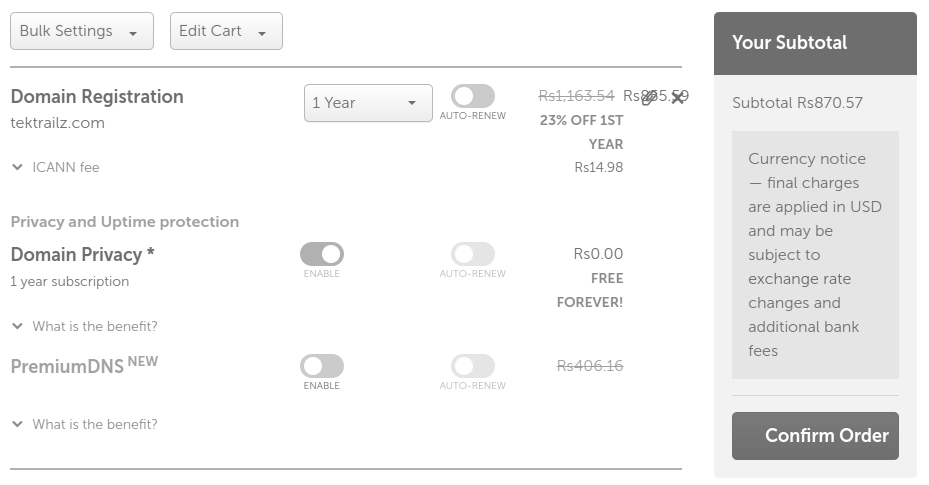 Bulk Settings
Edit Cart
Domain Registration
tektrailz.com
1 Year
AUTO-RENEW
Rs1,163.54 Rs855.59
23% OFF 1ST
YEAR
ICANN fee
Rs14.98
Privacy and Uptime protection
Domain Privacy *
1 year subscription
ENABLE
AUTO-RENEW
Rs0.00
FREE
FOREVER!
What is the benefit?
PremiumDNS NEW
ENABLE
AUTO-RENEW
Rs406.16
What is the benefit?
Your Subtotal
Subtotal Rs870.57
Currency notice
— final charges
are applied in USD
and may be
subject to
exchange rate
changes and
additional bank
fees
Confirm Order